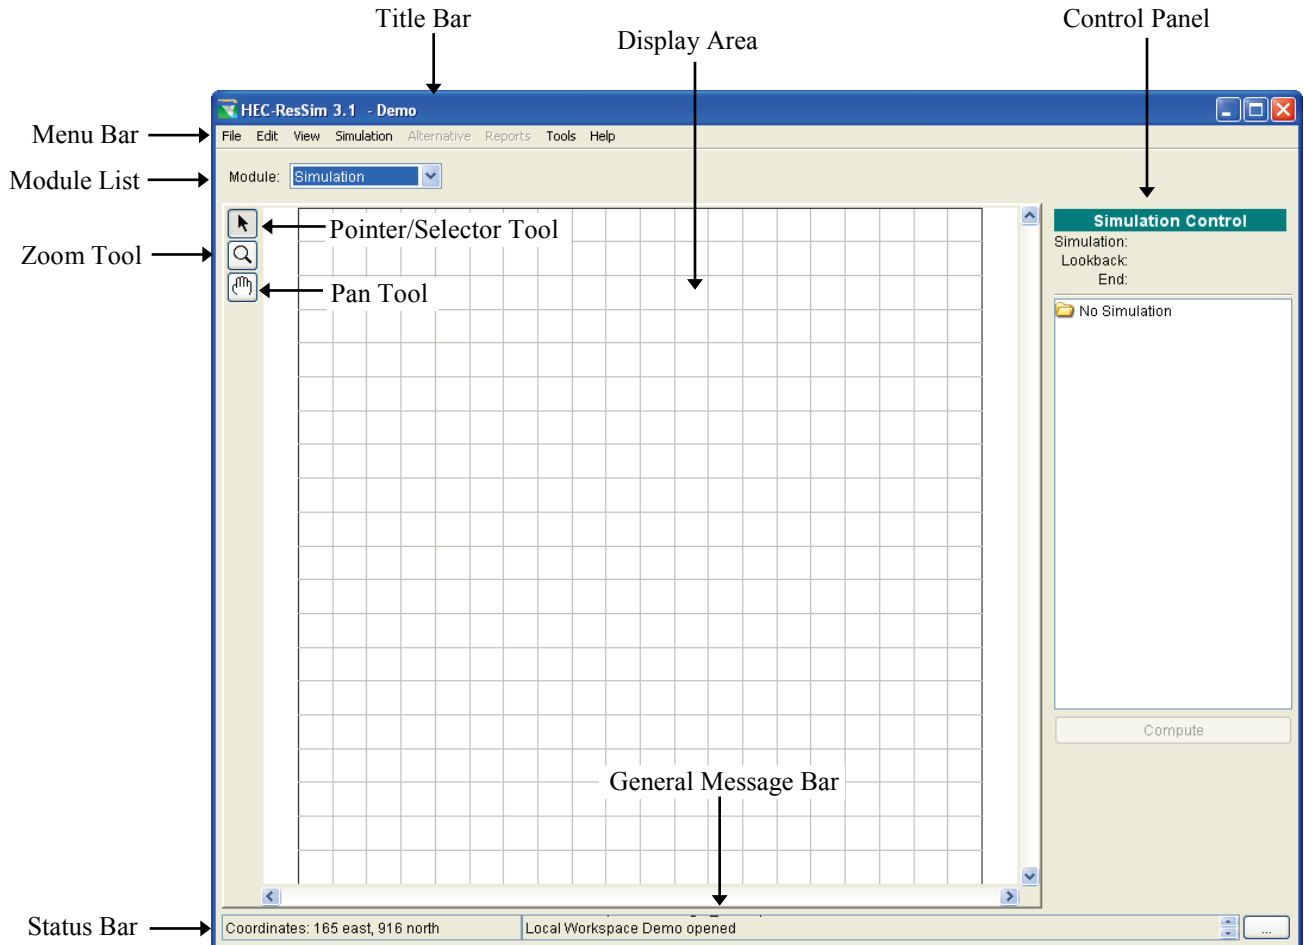 Title Bar
Control Panel
Display Area
HEC-ResSim 3.1 - Demo
Menu Bar
File Edit View Simulation Alternative Reports Tools Help
Module List
Module: Simulation
Pointer/Selector Tool
Simulation Control
Simulation:
Zoom Tool
Lookback:
End:
Pan Tool
No Simulation
Compute
General Message Bar
Status Bar
Coordinates: 165 east, 916 north
Local Workspace Demo opened
...